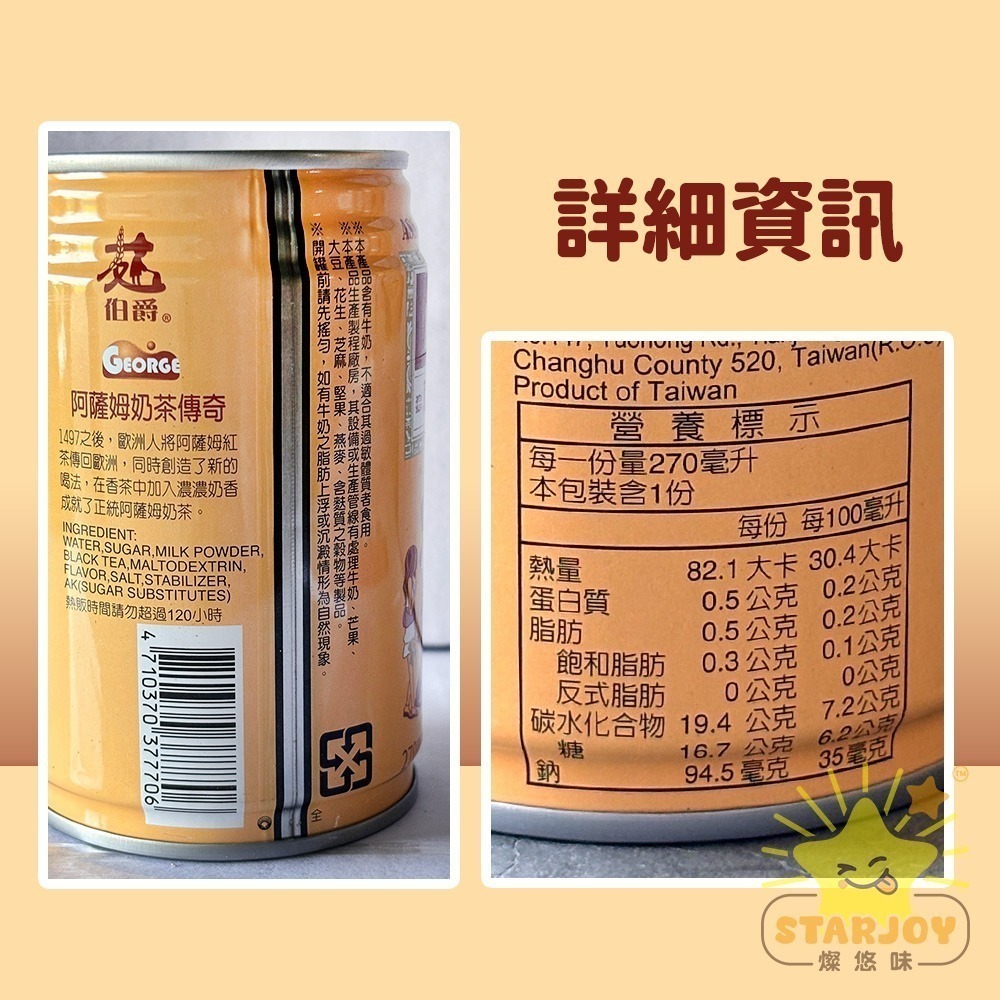 詳細資訊
茲
伯爵®
GEORGE
阿薩姆奶茶傳奇
1497之後，歐洲人將阿薩姆紅
茶傳回歐洲，同時創造了新的
喝法，在香茶中加入濃濃奶香
成就了正統阿薩姆奶茶。
INGREDIENT:
WATER,SUGAR,MILK POWDER,
BLACK TEA,MALTODEXTRIN,
FLAVOR,SALT,STABILIZER,
AK(SUGAR SUBSTITUTES)
熱販時間請勿超過120小時
4 710370 377706
※本產品含有牛奶，不適合其過敏體質者食用。
※本產品生產製程廠房，其設備或生產管線有處理牛奶、芒果、
大豆、花生、芝麻、堅果、燕麥、含麩質之穀物等製品。
※開罐前請先搖勻，如有牛奶之脂肪上浮或沉澱情形為自然現象。
全
Changhu County 520, Taiwan(R.O.C)
Product of Taiwan
營養標示
每一份量270毫升
本包裝含1份
每份 每100毫升
熱量 82.1 大卡 30.4大卡
蛋白質 0.5 公克 0.2公克
脂肪 0.5 公克 0.2公克
飽和脂肪 0.3 公克 0.1公克
反式脂肪 0 公克 0公克
碳水化合物 19.4 公克 7.2公克
糖 16.7 公克 6.2公克
鈉 94.5 毫克 35毫克
TM
STARJOY
燦悠味